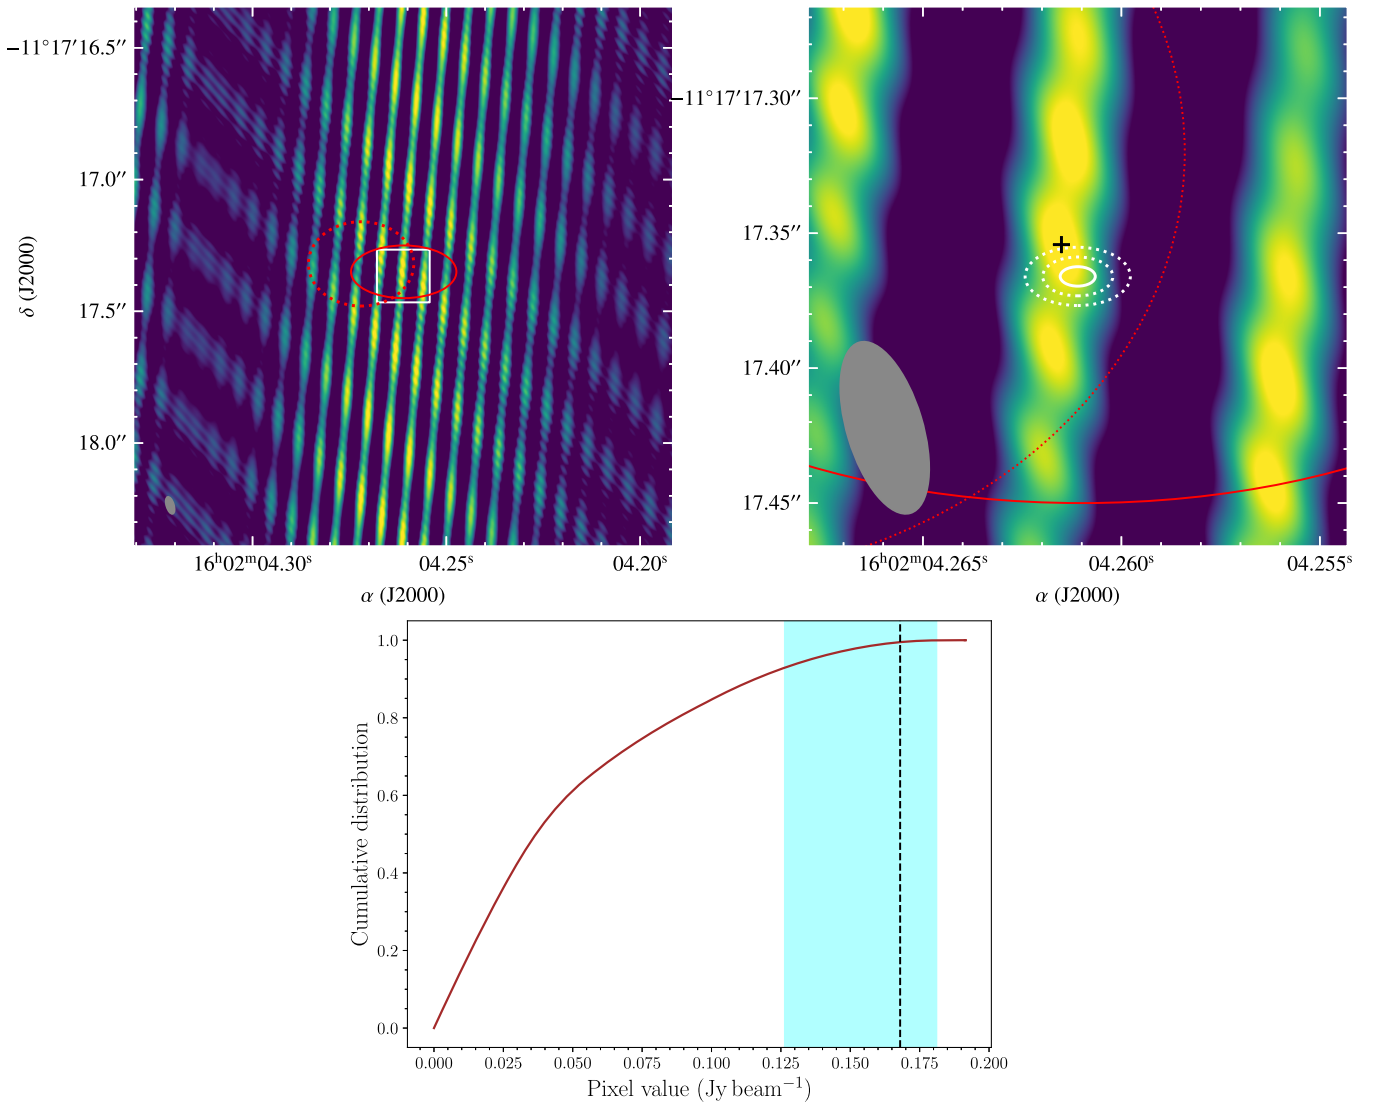 −11°17′16.5″
17.0″
17.5″
18.0″
δ (J2000)
16ʰ02ᵐ04.30ˢ 04.25ˢ 04.20ˢ
α (J2000)
−11°17′17.30″
17.35″
17.40″
17.45″
16ʰ02ᵐ04.265ˢ 04.260ˢ 04.255ˢ
α (J2000)
1.0
0.8
0.6
0.4
0.2
0.0
Cumulative distribution
0.000 0.025 0.050 0.075 0.100 0.125 0.150 0.175 0.200
Pixel value (Jy beam⁻¹)